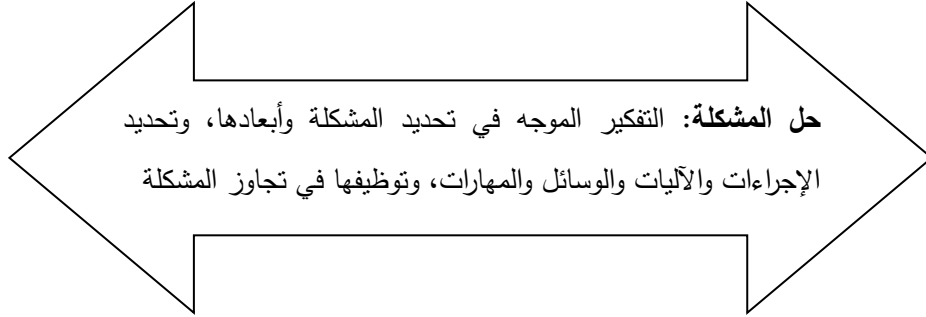 حل المشكلة: التفكير الموجه في تحديد المشكلة وأبعادها، وتحديد
الإجراءات والآليات والوسائل والمهارات، وتوظيفها في تجاوز المشكلة